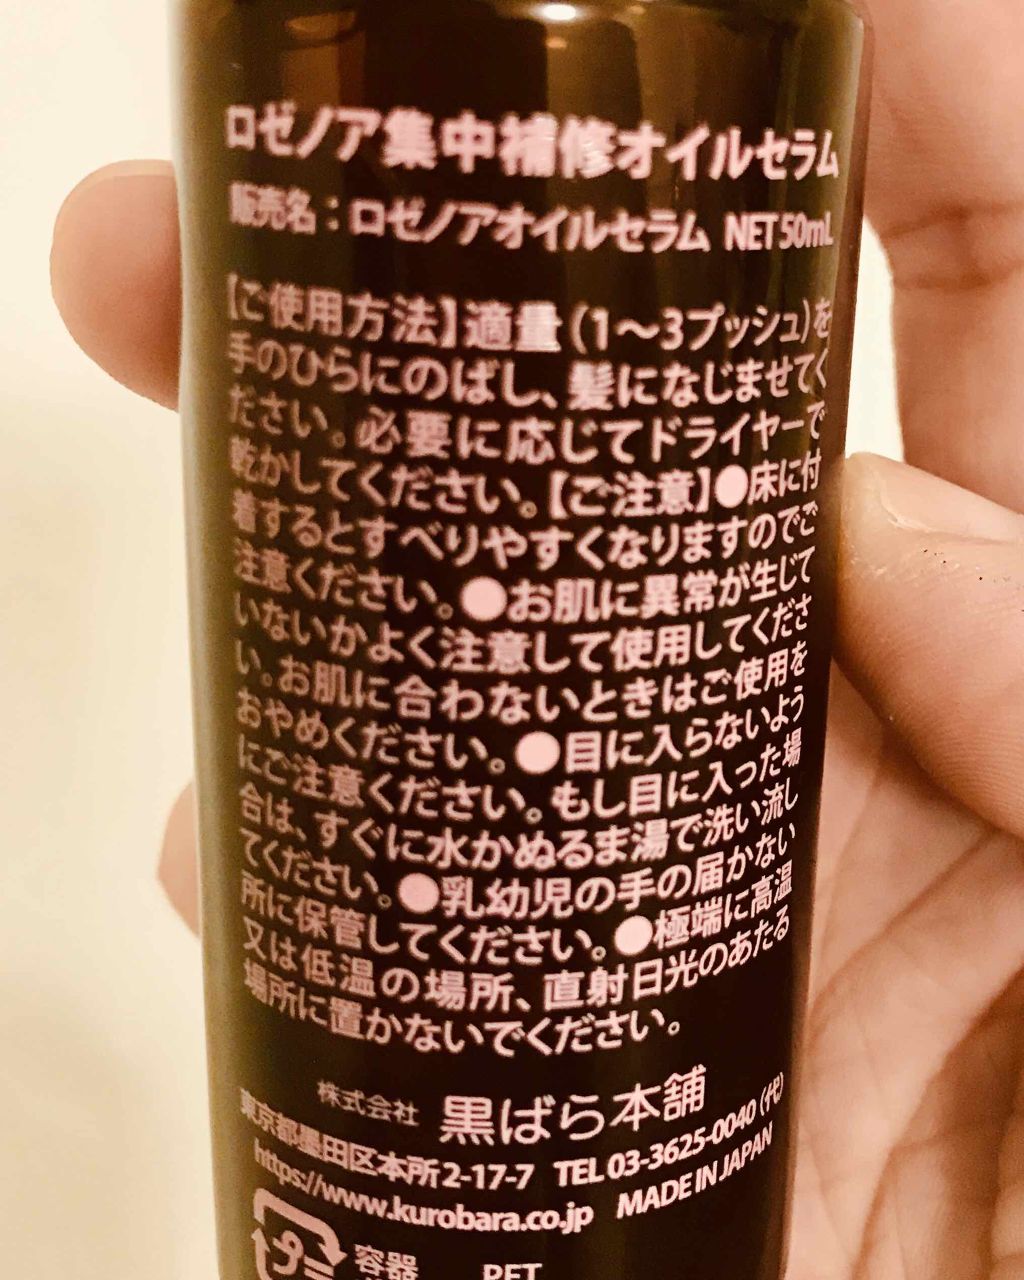 ロゼノア集中補修オイルセラム
販売名：ロゼノアオイルセラム NET 50mL
【ご使用方法】適量(1〜3プッシュ)を
手のひらにのばし、髪になじませてく
ださい。必要に応じてドライヤーで
乾かしてください。【ご注意】●床に付
着するとすべりやすくなりますのでご
注意ください。●お肌に異常が生じて
いないかよく注意して使用してくださ
い。お肌に合わないときはご使用を
おやめください。●目に入らないよう
にご注意ください。もし目に入った場
合は、すぐに水かぬるま湯で洗い流し
てください。●乳幼児の手の届かない
所に保管してください。●極端に高温
又は低温の場所、直射日光のあたる
場所に置かないでください。
株式会社 黒ばら本舗
東京都墨田区本所2-17-7 TEL 03-3625-0040 (代)
https://www.kurobara.co.jp MADE IN JAPAN
プラ 容器 PET